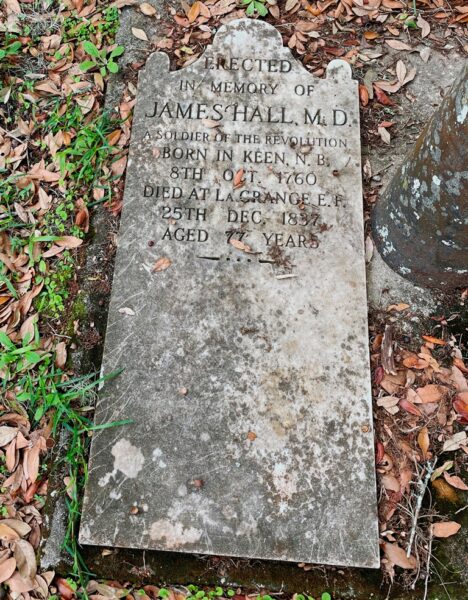 ERECTED
IN MEMORY OF
JAMES HALL, M.D.
A SOLDIER OF THE REVOLUTION
BORN IN KEEN, N.B.
8TH OCT. 1760
DIED AT LA GRANGE E.F.
25TH DEC. 1837
AGED 77 YEARS